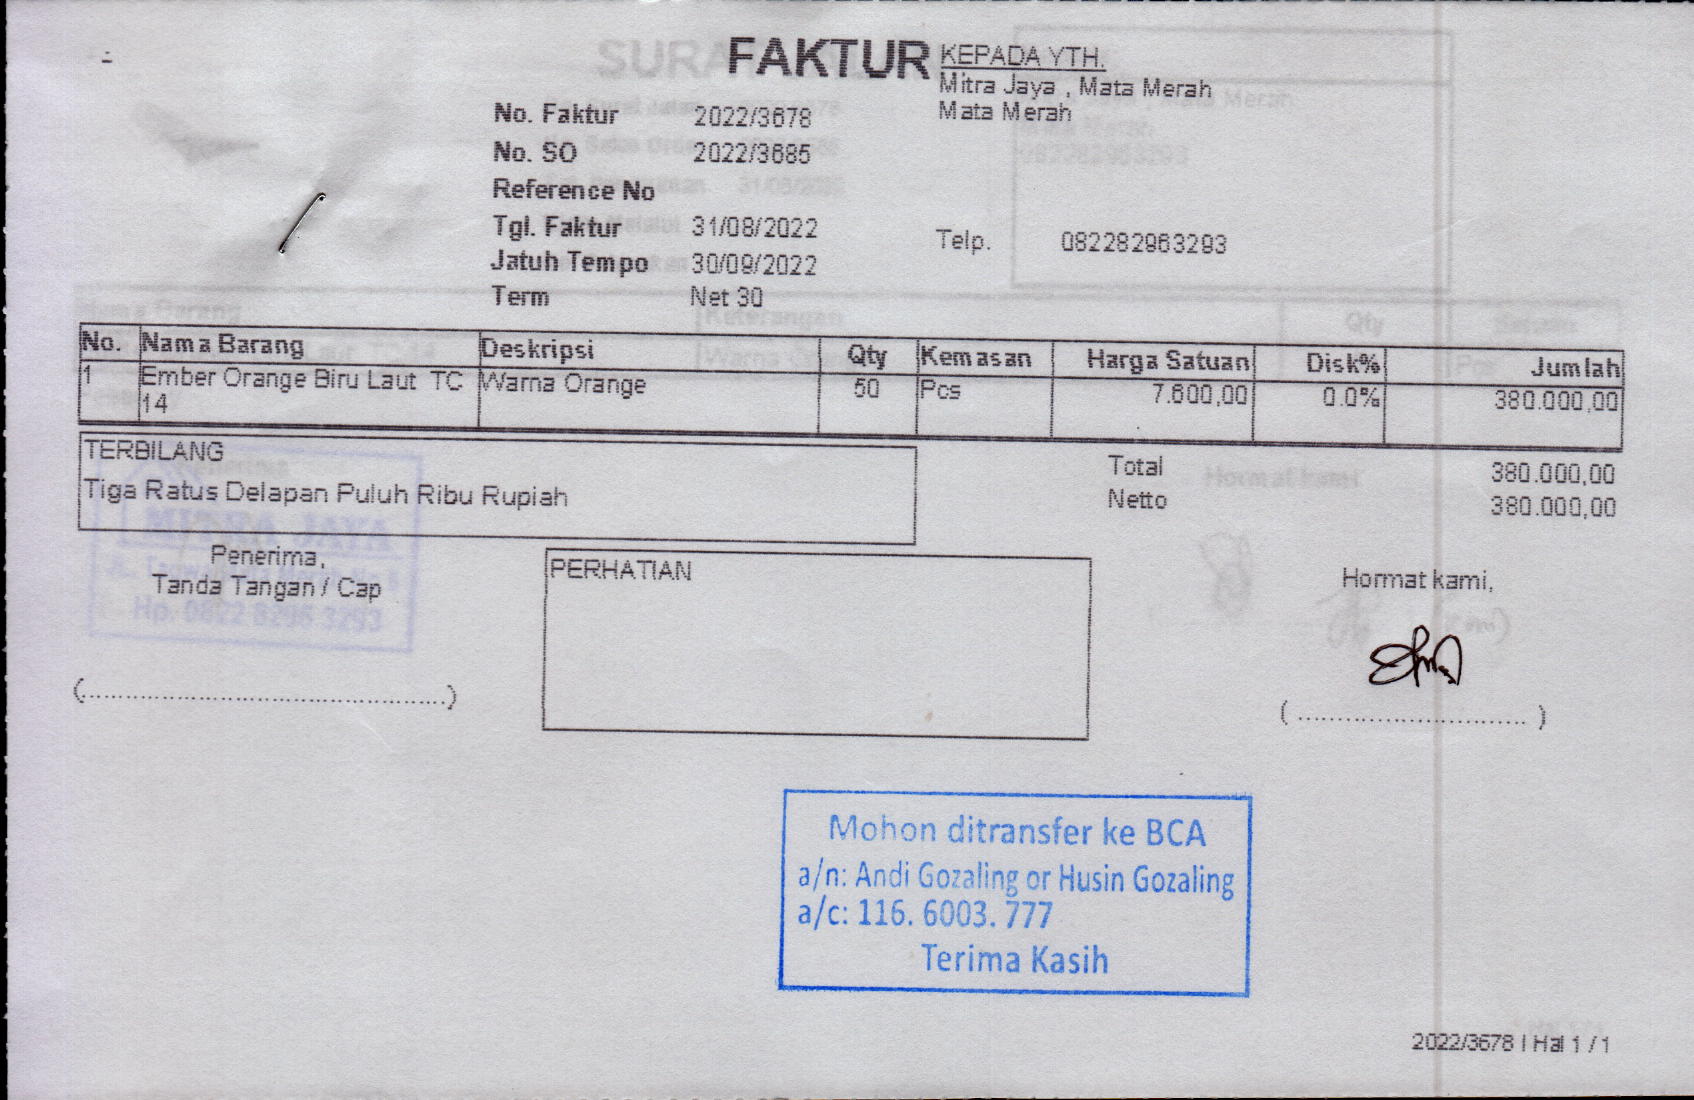 FAKTUR
No. Faktur 2022/3678
No. SO 2022/3685
Reference No
Tgl. Faktur 31/08/2022
Jatuh Tempo 30/09/2022
Term Net 30
KEPADA YTH.
Mitra Jaya , Mata Merah
Mata Merah
Telp. 082282963293
No. Nama Barang Deskripsi Qty Kemasan Harga Satuan Disk% Jumlah
1 Ember Orange Biru Laut TC Warna Orange 50 Pcs 7.600,00 0.0% 380.000,00
14
TERBILANG
Tiga Ratus Delapan Puluh Ribu Rupiah
Total 380.000,00
Netto 380.000,00
Penerima,
Tanda Tangan / Cap
(..........................................)
PERHATIAN
Hormat kami,
( ........................... )
Mohon ditransfer ke BCA
a/n: Andi Gozaling or Husin Gozaling
a/c: 116. 6003. 777
Terima Kasih
2022/3678 | Hal 1 / 1